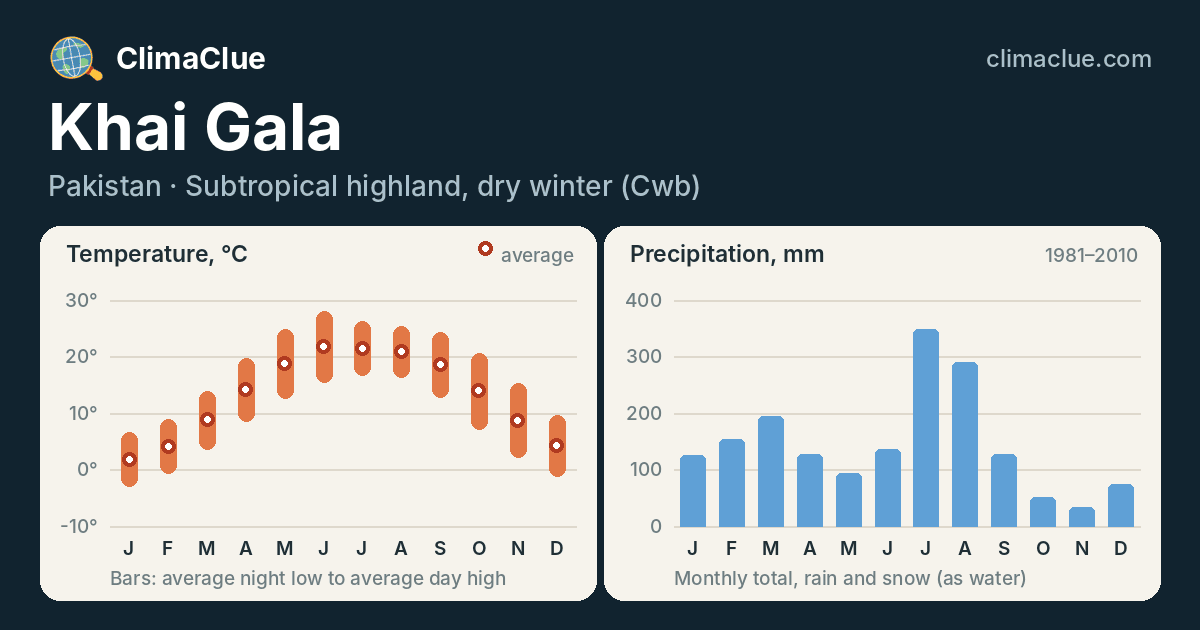 ClimaClue
climaclue.com
Khai Gala
Pakistan · Subtropical highland, dry winter (Cwb)
Temperature, °C
average
30°
20°
10°
0°
-10°
J F M A M J J A S O N D
Bars: average night low to average day high
Precipitation, mm
1981–2010
400
300
200
100
0
J F M A M J J A S O N D
Monthly total, rain and snow (as water)